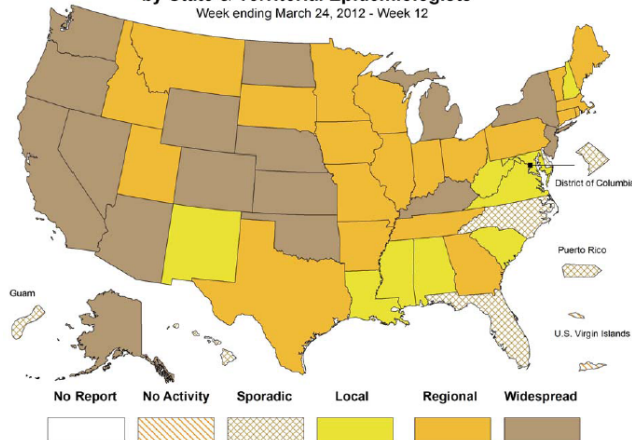 by State & Territorial Epidemiologists*
Week ending March 24, 2012 - Week 12
District of Columbia
Puerto Rico
Guam
U.S. Virgin Islands
No Report No Activity Sporadic Local Regional Widespread